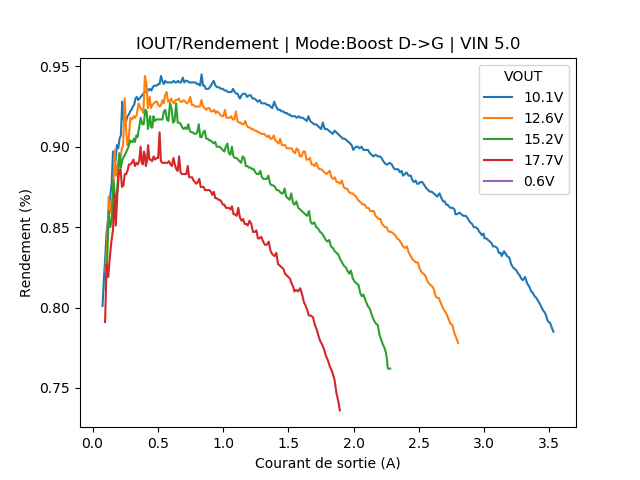 IOUT/Rendement | Mode:Boost D->G | VIN 5.0
Rendement (%)
0.95
0.90
0.85
0.80
0.75
VOUT
10.1V
12.6V
15.2V
17.7V
0.6V
0.0 0.5 1.0 1.5 2.0 2.5 3.0 3.5
Courant de sortie (A)